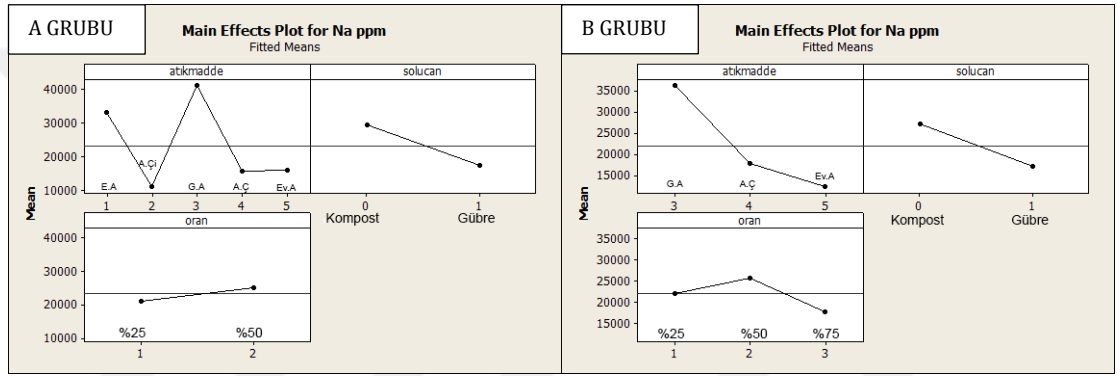 A GRUBU
Main Effects Plot for Na ppm
Fitted Means
atıkmadde
solucan
40000
30000
20000
10000
E.A
A.Çi
G.A
A.Ç
Ev.A
1
2
3
4
5
0
1
Kompost
Gübre
Mean
oran
40000
30000
20000
10000
%25
%50
1
2
B GRUBU
Main Effects Plot for Na ppm
Fitted Means
atıkmadde
solucan
35000
30000
25000
20000
15000
G.A
A.Ç
Ev.A
3
4
5
0
1
Kompost
Gübre
Mean
oran
35000
30000
25000
20000
15000
%25
%50
%75
1
2
3